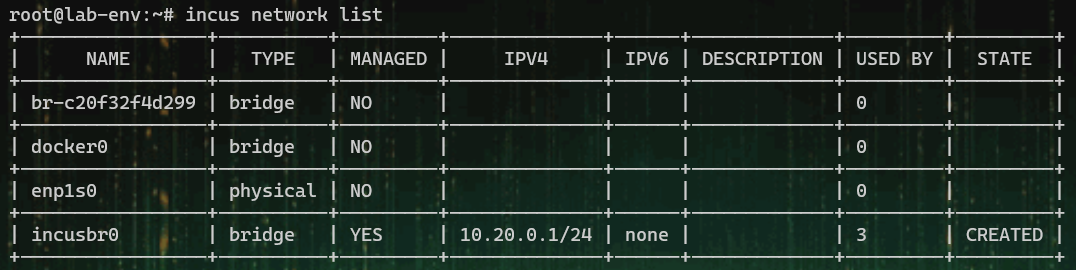 root@lab-env:~# incus network list
| NAME | TYPE | MANAGED | IPV4 | IPV6 | DESCRIPTION | USED BY | STATE |
| br-c20f32f4d299 | bridge | NO | | | | 0 | |
| docker0 | bridge | NO | | | | 0 | |
| enp1s0 | physical | NO | | | | 0 | |
| incusbr0 | bridge | YES | 10.20.0.1/24 | none | | 3 | CREATED |